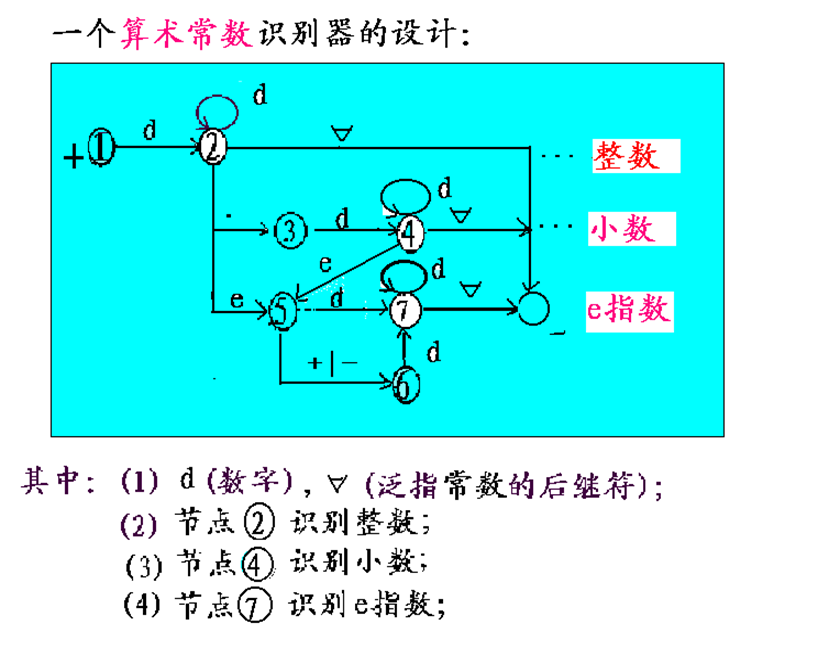 一个算术常数识别器的设计:
d
d ∀
+ ① ② … 整数
d
. ③ d ④ ∀ … 小数
e
e ⑤ d ⑦ d ∀ - e指数
+|- ⑥ d
其中: (1) d (数字), ∀ (泛指常数的后继符);
(2) 节点② 识别整数;
(3) 节点④ 识别小数;
(4) 节点⑦ 识别e指数;